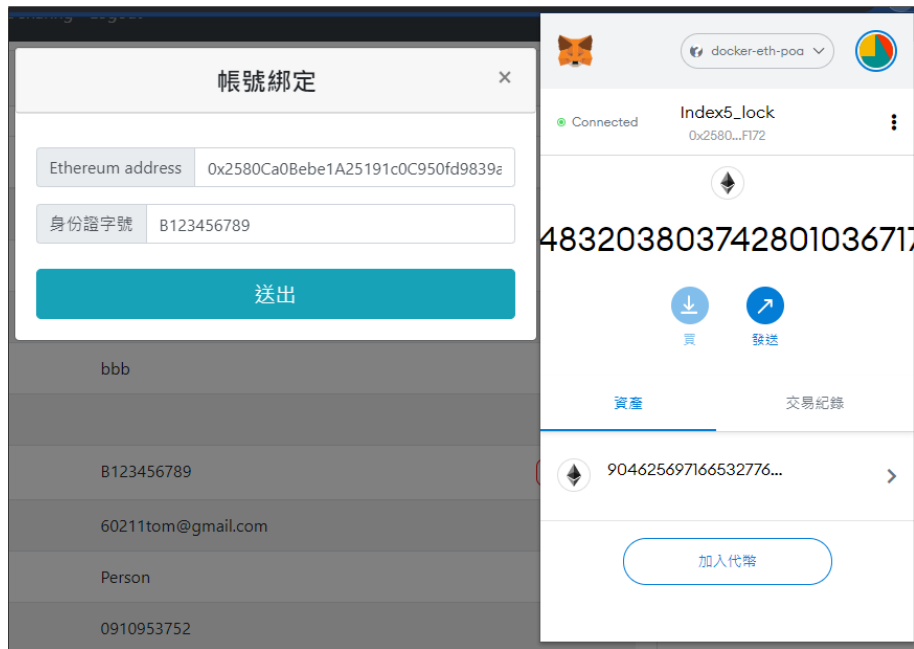 Logout
帳號綁定
×
Ethereum address
0x2580Ca0Bebe1A25191c0C950fd9839a
身份證字號
B123456789
送出
bbb
B123456789
60211tom@gmail.com
Person
0910953752
docker-eth-poa
Connected
Index5_lock
0x2580...F172
483203803742801036717
買
發送
資產
交易紀錄
904625697166532776...
加入代幣